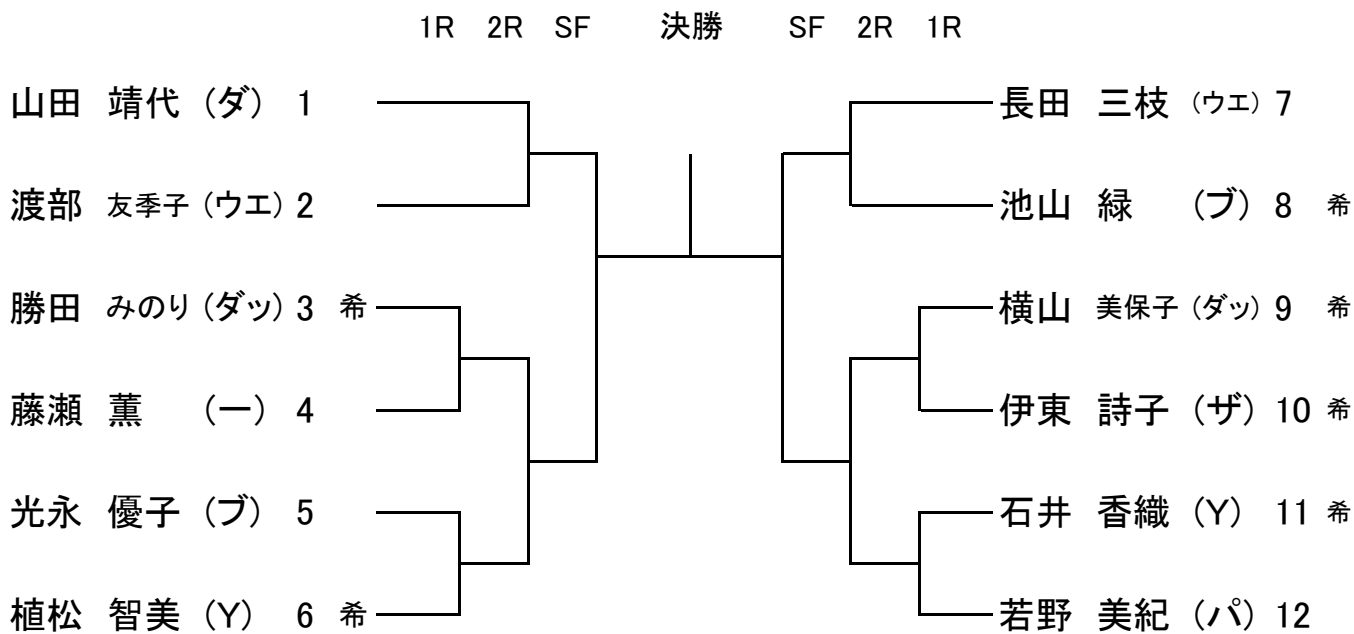 1R 2R SF 決勝 SF 2R 1R
山田 靖代 (ダ) 1
渡部 友季子 (ウエ) 2
勝田 みのり (ダッ) 3 希
藤瀬 薫 (一) 4
光永 優子 (ブ) 5
植松 智美 (Y) 6 希
長田 三枝 (ウエ) 7
池山 緑 (ブ) 8 希
横山 美保子 (ダッ) 9 希
伊東 詩子 (ザ) 10 希
石井 香織 (Y) 11 希
若野 美紀 (パ) 12